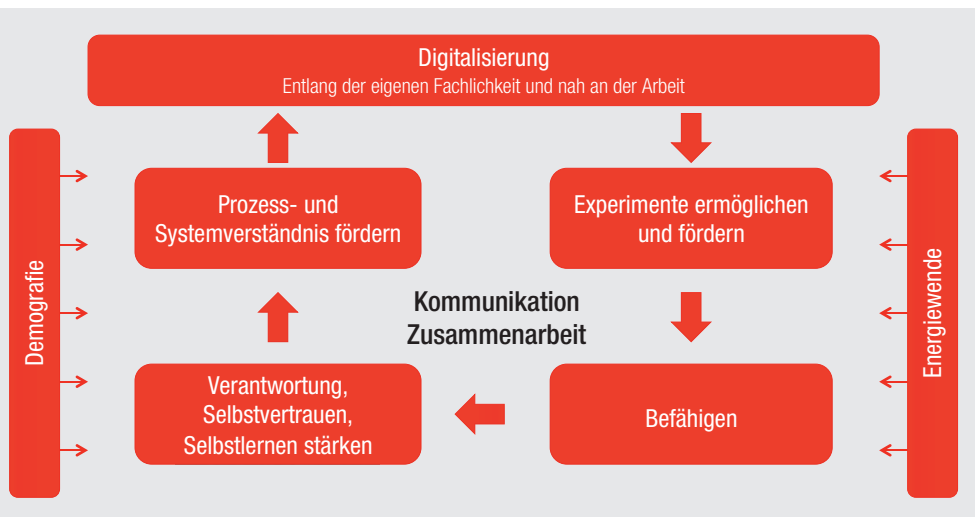 Digitalisierung
Entlang der eigenen Fachlichkeit und nah an der Arbeit
Demografie
Prozess- und
Systemverständnis fördern
Experimente ermöglichen
und fördern
Kommunikation
Zusammenarbeit
Verantwortung,
Selbstvertrauen,
Selbstlernen stärken
Befähigen
Energiewende